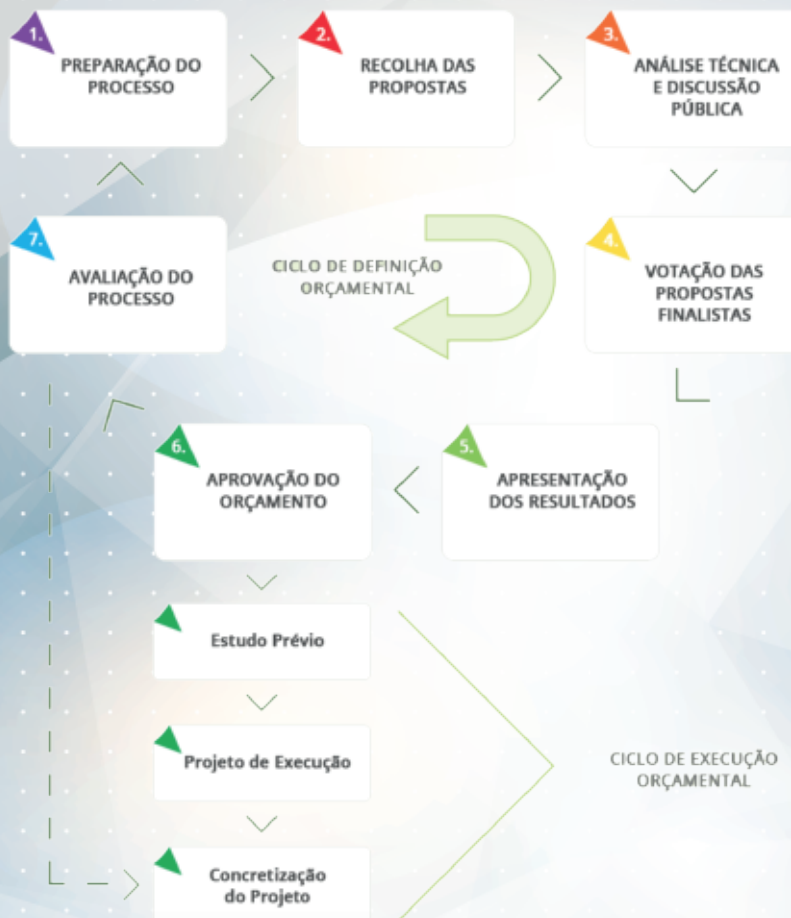 1.
PREPARAÇÃO DO
PROCESSO
2.
RECOLHA DAS
PROPOSTAS
3.
ANÁLISE TÉCNICA
E DISCUSSÃO
PÚBLICA
7.
AVALIAÇÃO DO
PROCESSO
CICLO DE DEFINIÇÃO
ORÇAMENTAL
4.
VOTAÇÃO DAS
PROPOSTAS
FINALISTAS
6.
APROVAÇÃO DO
ORÇAMENTO
5.
APRESENTAÇÃO
DOS RESULTADOS
Estudo Prévio
Projeto de Execução
CICLO DE EXECUÇÃO
ORÇAMENTAL
Concretização
do Projeto